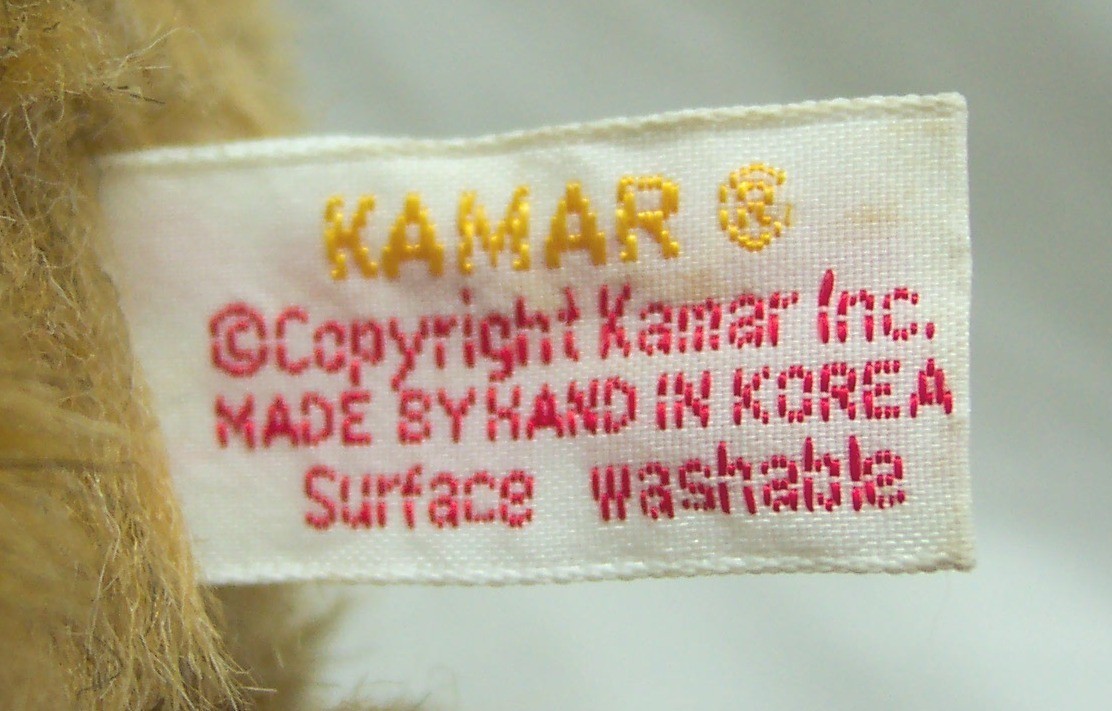 KAMAR ®
©Copyright Kamar Inc.
MADE BY HAND IN KOREA
Surface washable